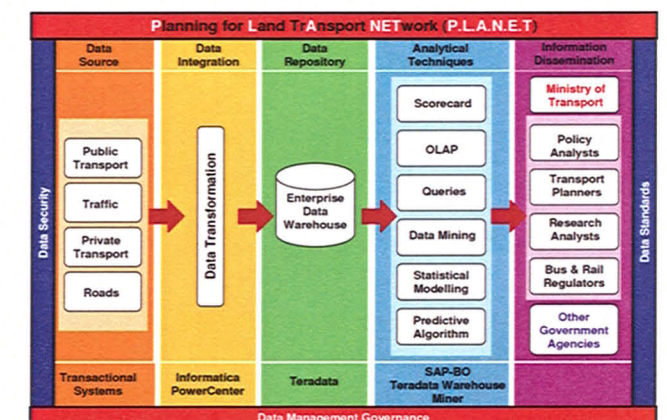 Planning for Land TrAnsport NETwork (P.L.A.N.E.T)
Data
Source
Data
Integration
Data
Repository
Analytical
Techniques
Information
Dissemination
Data Security
Public
Transport
Traffic
Private
Transport
Roads
Data Transformation
Enterprise
Data
Warehouse
Scorecard
OLAP
Queries
Data Mining
Statistical
Modelling
Predictive
Algorithm
Ministry of
Transport
Policy
Analysts
Transport
Planners
Research
Analysts
Bus & Rail
Regulators
Other
Government
Agencies
Data Standards
Transactional
Systems
Informatica
PowerCenter
Teradata
SAP-BO
Teradata Warehouse
Miner
Data Management Governance